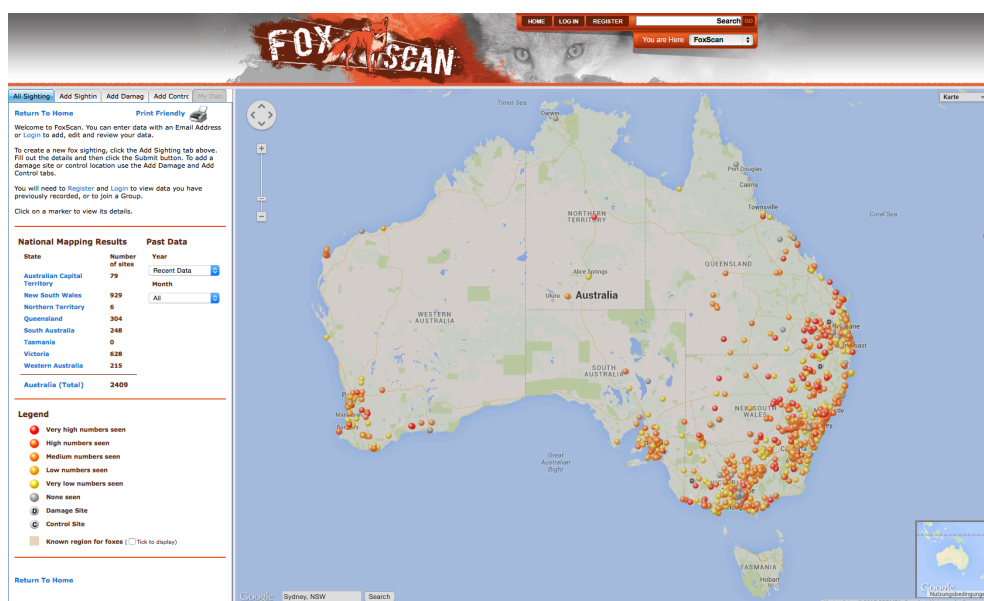 HOME LOG IN REGISTER Search GO
You are Here FoxScan
FOX SCAN
All Sighting Add Sightin Add Damag Add Contrc My Data
Return To Home Print Friendly
Welcome to FoxScan. You can enter data with an Email Address
or Login to add, edit and review your data.
To create a new fox sighting, click the Add Sighting tab above.
Fill out the details and then click the Submit button. To add a
damage site or control location use the Add Damage and Add
Control tabs.
You will need to Register and Login to view data you have
previously recorded, or to join a Group.
Click on a marker to view its details.
National Mapping Results Past Data
State Number
of sites
Year
Recent Data
Month
All
Australian Capital
Territory 79
New South Wales 929
Northern Territory 6
Queensland 304
South Australia 248
Tasmania 0
Victoria 628
Western Australia 215
Australia (Total) 2409
Legend
Very high numbers seen
High numbers seen
Medium numbers seen
Low numbers seen
Very low numbers seen
None seen
D Damage Site
C Control Site
Known region for foxes ( Tick to display)
Return To Home
Karte
Timor Sea
Darwin
Port Douglas
Cairns
Townsville
Coral Sea
NORTHERN
TERRITORY
QUEENSLAND
Alice Springs
Uluru
Australia
WESTERN
AUSTRALIA
SOUTH
AUSTRALIA
NEW SOUTH
WALES
Great
Australian
Bight
TASMANIA
Hobart
Google
Sydney, NSW Search
Google
Nutzungsbedingungen